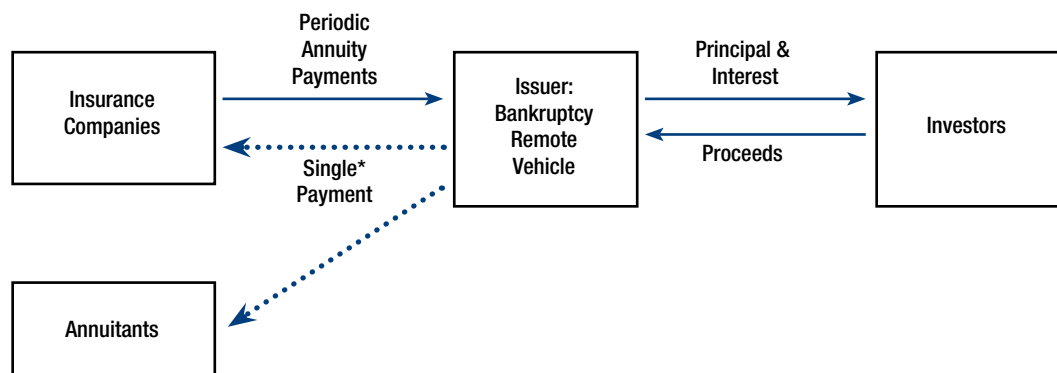 Periodic
Annuity
Payments
Principal &
Interest
Insurance
Companies
Issuer:
Bankruptcy
Remote
Vehicle
Investors
Single*
Payment
Proceeds
Annuitants